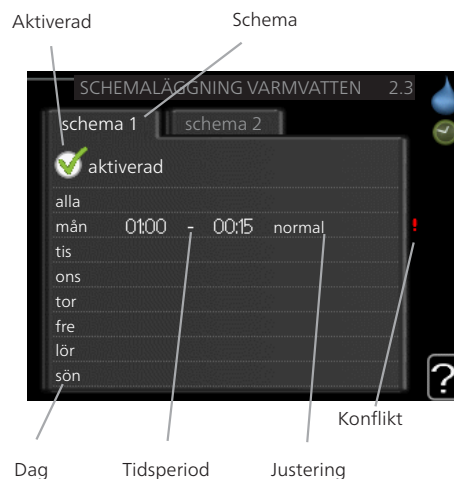 Aktiverad Schema
SCHEMALÄGGNING VARMVATTEN 2.3
schema 1 schema 2
aktiverad
alla
mån 01:00 - 00:15 normal !
tis
ons
tor
fre
lör
sön
?
Konflikt
Dag Tidsperiod Justering